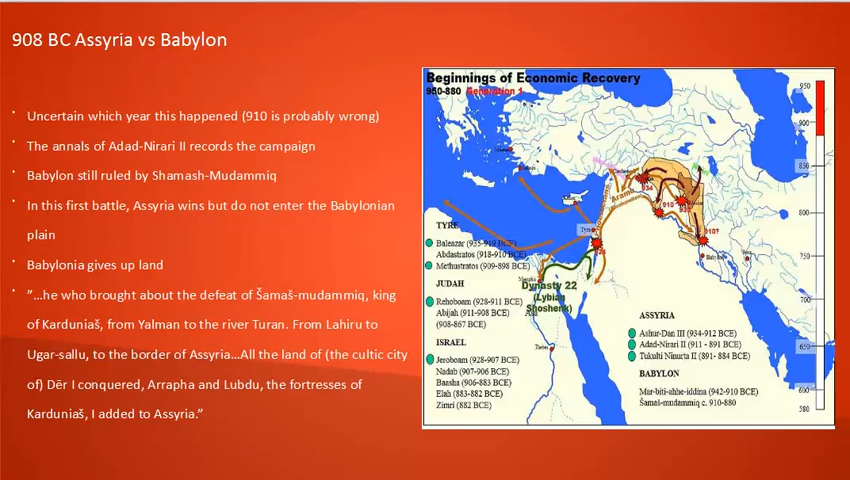 908 BC Assyria vs Babylon
Uncertain which year this happened (910 is probably wrong)
The annals of Adad-Nirari II records the campaign
Babylon still ruled by Shamash-Mudammiq
In this first battle, Assyria wins but do not enter the Babylonian
plain
Babylonia gives up land
”…he who brought about the defeat of Šamaš-mudammiq, king
of Karduniaš, from Yalman to the river Turan. From Lahiru to
Ugar-sallu, to the border of Assyria…All the land of (the cultic city
of) Dēr I conquered, Arrapha and Lubdu, the fortresses of
Karduniaš, I added to Assyria.”
Beginnings of Economic Recovery
950-880 Generation 1
950
900
850
800
750
700
650
600
580
934
910
910?
Tyre
Babylon
Dynasty 22
(Lybian
Shoshenk)
TYRE
Baleazar (935-919 BCE)
Abdastratos (918-910 BCE)
Methustratos (909-898 BCE)
JUDAH
Rehoboam (928-911 BCE)
Abijah (911-908 BCE)
(908-867 BCE)
ISRAEL
Jeroboam (928-907 BCE)
Nadab (907-906 BCE)
Baasha (906-883 BCE)
Elah (883-882 BCE)
Zimri (882 BCE)
ASSYRIA
Ashur-Dan III (934-912 BCE)
Adad-Nirari II (911 - 891 BCE)
Tukulti Ninurta II (891- 884 BCE)
BABYLON
Mar-biti-ahhe-iddina (942-910 BCE)
Šamaš-mudammiq c. 910-880